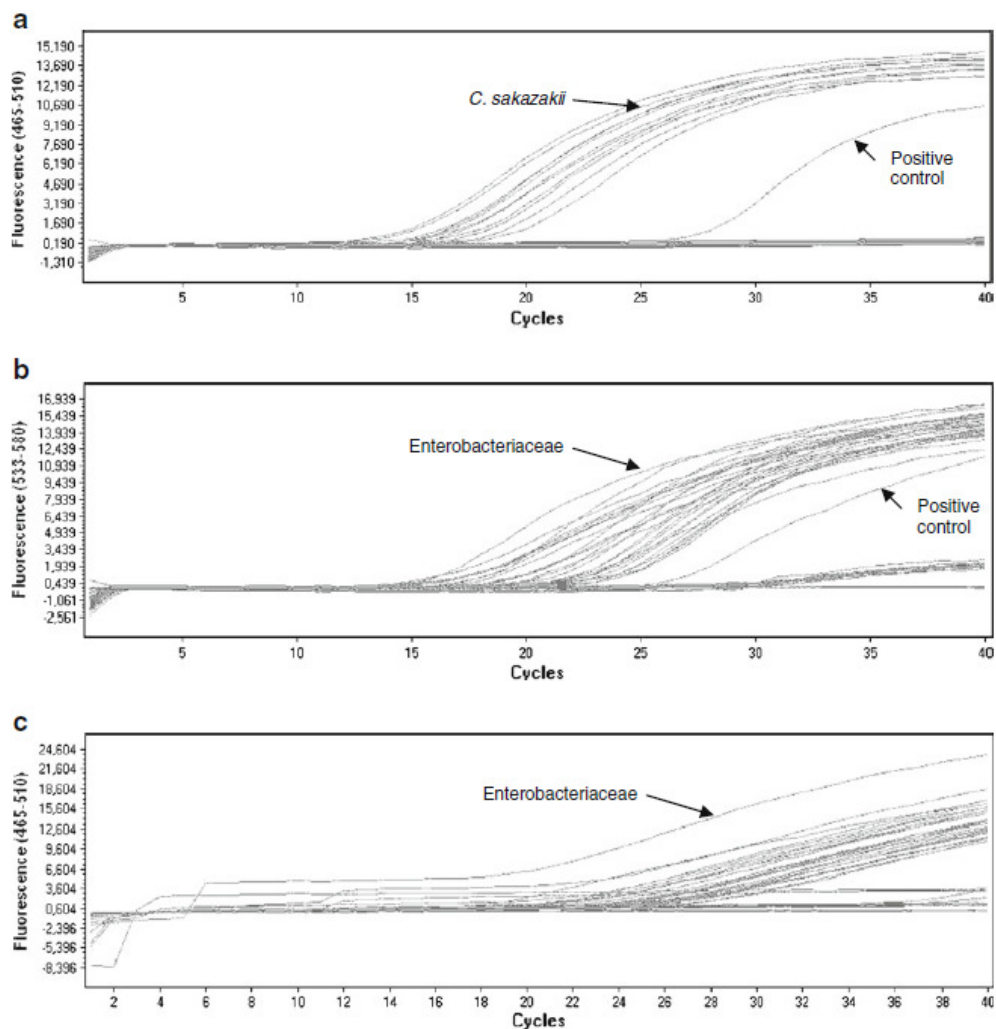 a
Fluorescence (465-510)
15,190
13,690
12,190
10,690
9,190
7,690
6,190
4,690
3,190
1,690
0,190
-1,310
C. sakazakii
Positive
control
5 10 15 20 25 30 35 40
Cycles
b
Fluorescence (533-580)
16,939
15,439
13,939
12,439
10,939
9,439
7,939
6,439
4,939
3,439
1,939
0,439
-1,061
-2,561
Enterobacteriaceae
Positive
control
5 10 15 20 25 30 35 40
Cycles
c
Fluorescence (465-510)
24,604
21,604
18,604
15,604
12,604
9,604
6,604
3,604
0,604
-2,396
-5,396
-8,396
Enterobacteriaceae
2 4 6 8 10 12 14 16 18 20 22 24 26 28 30 32 34 36 38 40
Cycles